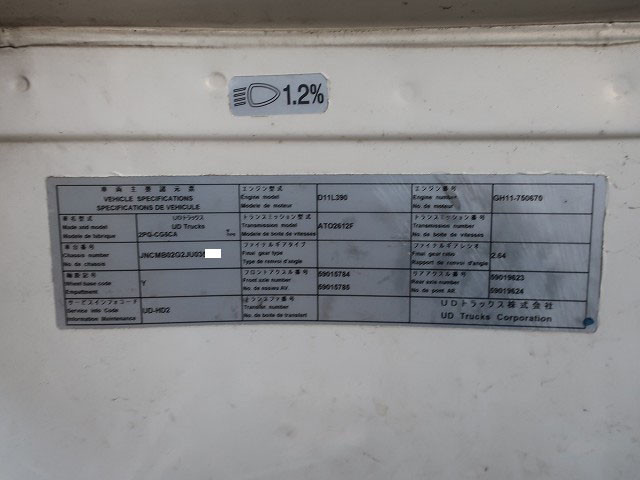 1.2%
車両主要諸元表
VEHICLE SPECIFICATIONS
SPECIFICATIONS DE VEHICULE
車名型式
Make and model
Modele de fabrique
UDトラックス
UD Trucks
2PG-CG5CA
車台番号
Chassis number
No. de chassis
JNCMB02G2JU03
軸距記号
Wheel base code
Empattement
Y
サービスインフォコード
Service info Code
Information Maintenance
UD-HD2
エンジン型式
Engine model
Modele de moteur
D11L390
トランスミッション型式
Transmission model
Modele de boite de vitesses
ATO2612F
ファイナルギアタイプ
Final gear type
Type de renvoi d'angle
フロントアクスル番号
Front axle number
No. de essieu AV.
59015784
59015785
トランスファ番号
Transfer number
No. de boite de transfert
エンジン番号
Engine number
No. de moteur
GH11-750670
トランスミッション番号
Transmission number
No. de boite de vitesses
ファイナルギアレシオ
Final gear ratio
Rapport de renvoi d'angle
2.64
リアアクスル番号
Rear axle number
No. de pont AR.
59019623
59019624
UDトラックス株式会社
UD Trucks Corporation